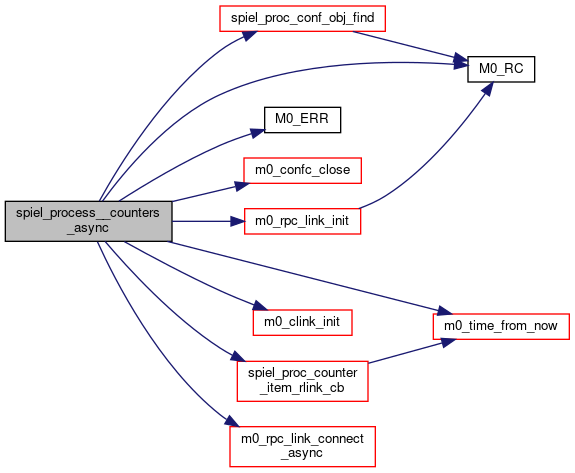 spiel_proc_conf_obj_find
M0_RC
M0_ERR
m0_confc_close
spiel_process__counters
_async
m0_rpc_link_init
m0_clink_init
m0_time_from_now
spiel_proc_counter
_item_rlink_cb
m0_rpc_link_connect
_async